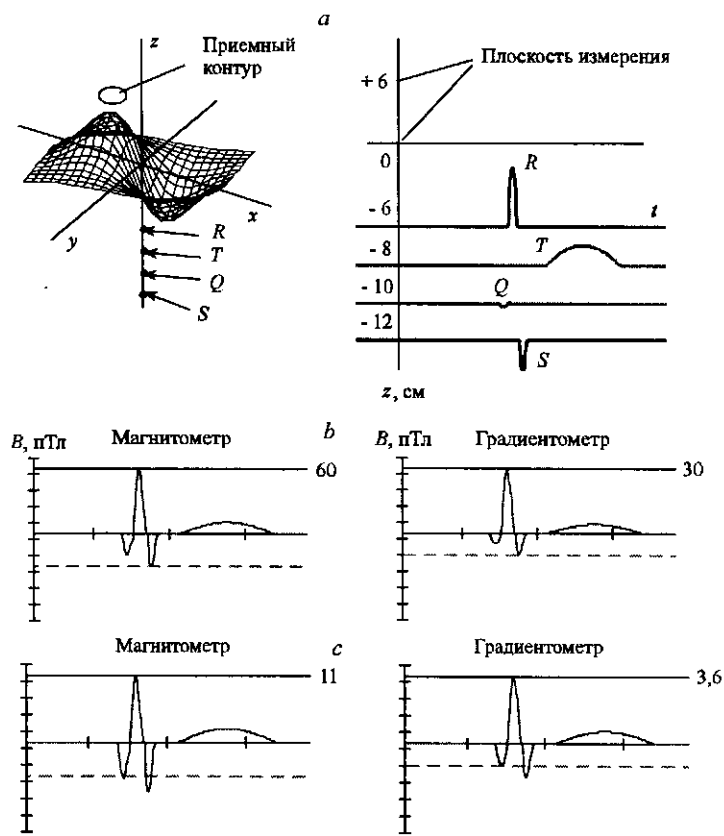 a
z
Приемный
контур
x
y
R
T
Q
S
Плоскость измерения
+ 6
0
R
- 6
t
- 8
T
- 10
Q
- 12
S
z, см
b
B, пТл
Магнитометр
60
B, пТл
Градиентометр
30
c
Магнитометр
11
Градиентометр
3,6